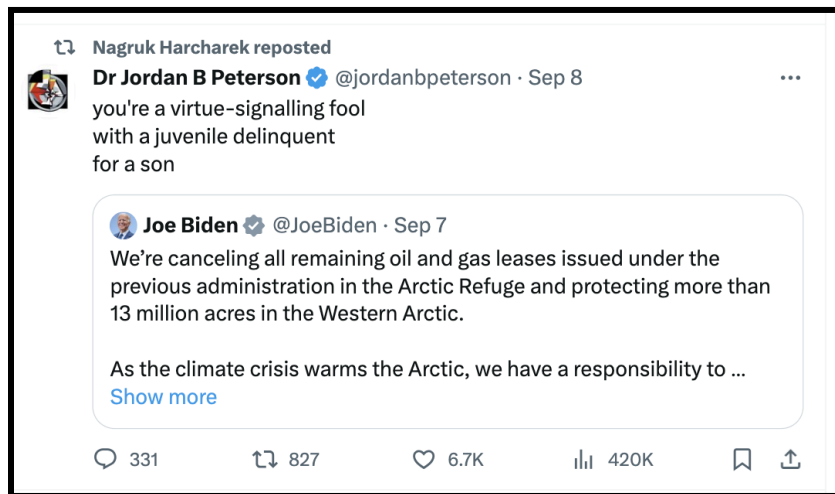 Nagruk Harcharek reposted
Dr Jordan B Peterson @jordanbpeterson · Sep 8
you're a virtue-signalling fool
with a juvenile delinquent
for a son
Joe Biden @JoeBiden · Sep 7
We’re canceling all remaining oil and gas leases issued under the
previous administration in the Arctic Refuge and protecting more than
13 million acres in the Western Arctic.
As the climate crisis warms the Arctic, we have a responsibility to ...
Show more
331 827 6.7K 420K